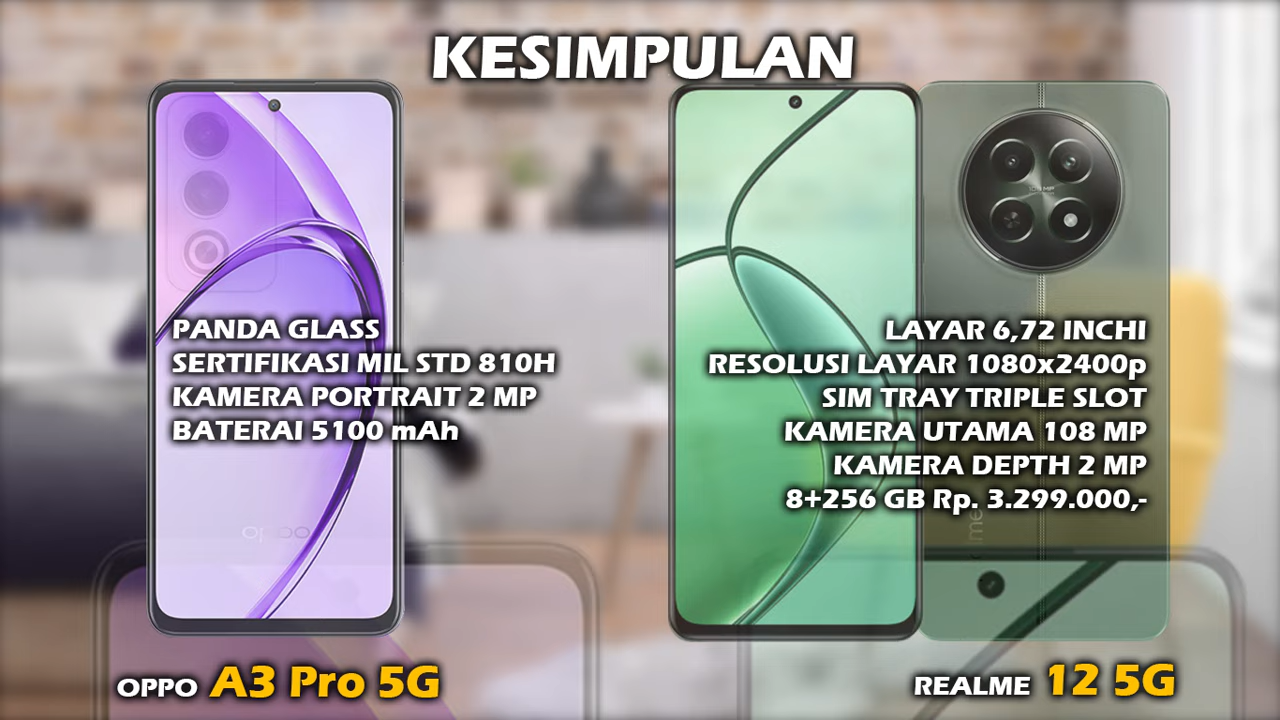 KESIMPULAN
PANDA GLASS
SERTIFIKASI MIL STD 810H
KAMERA PORTRAIT 2 MP
BATERAI 5100 mAh
LAYAR 6,72 INCHI
RESOLUSI LAYAR 1080x2400p
SIM TRAY TRIPLE SLOT
KAMERA UTAMA 108 MP
KAMERA DEPTH 2 MP
8+256 GB Rp. 3.299.000,-
OPPO A3 Pro 5G
REALME 12 5G